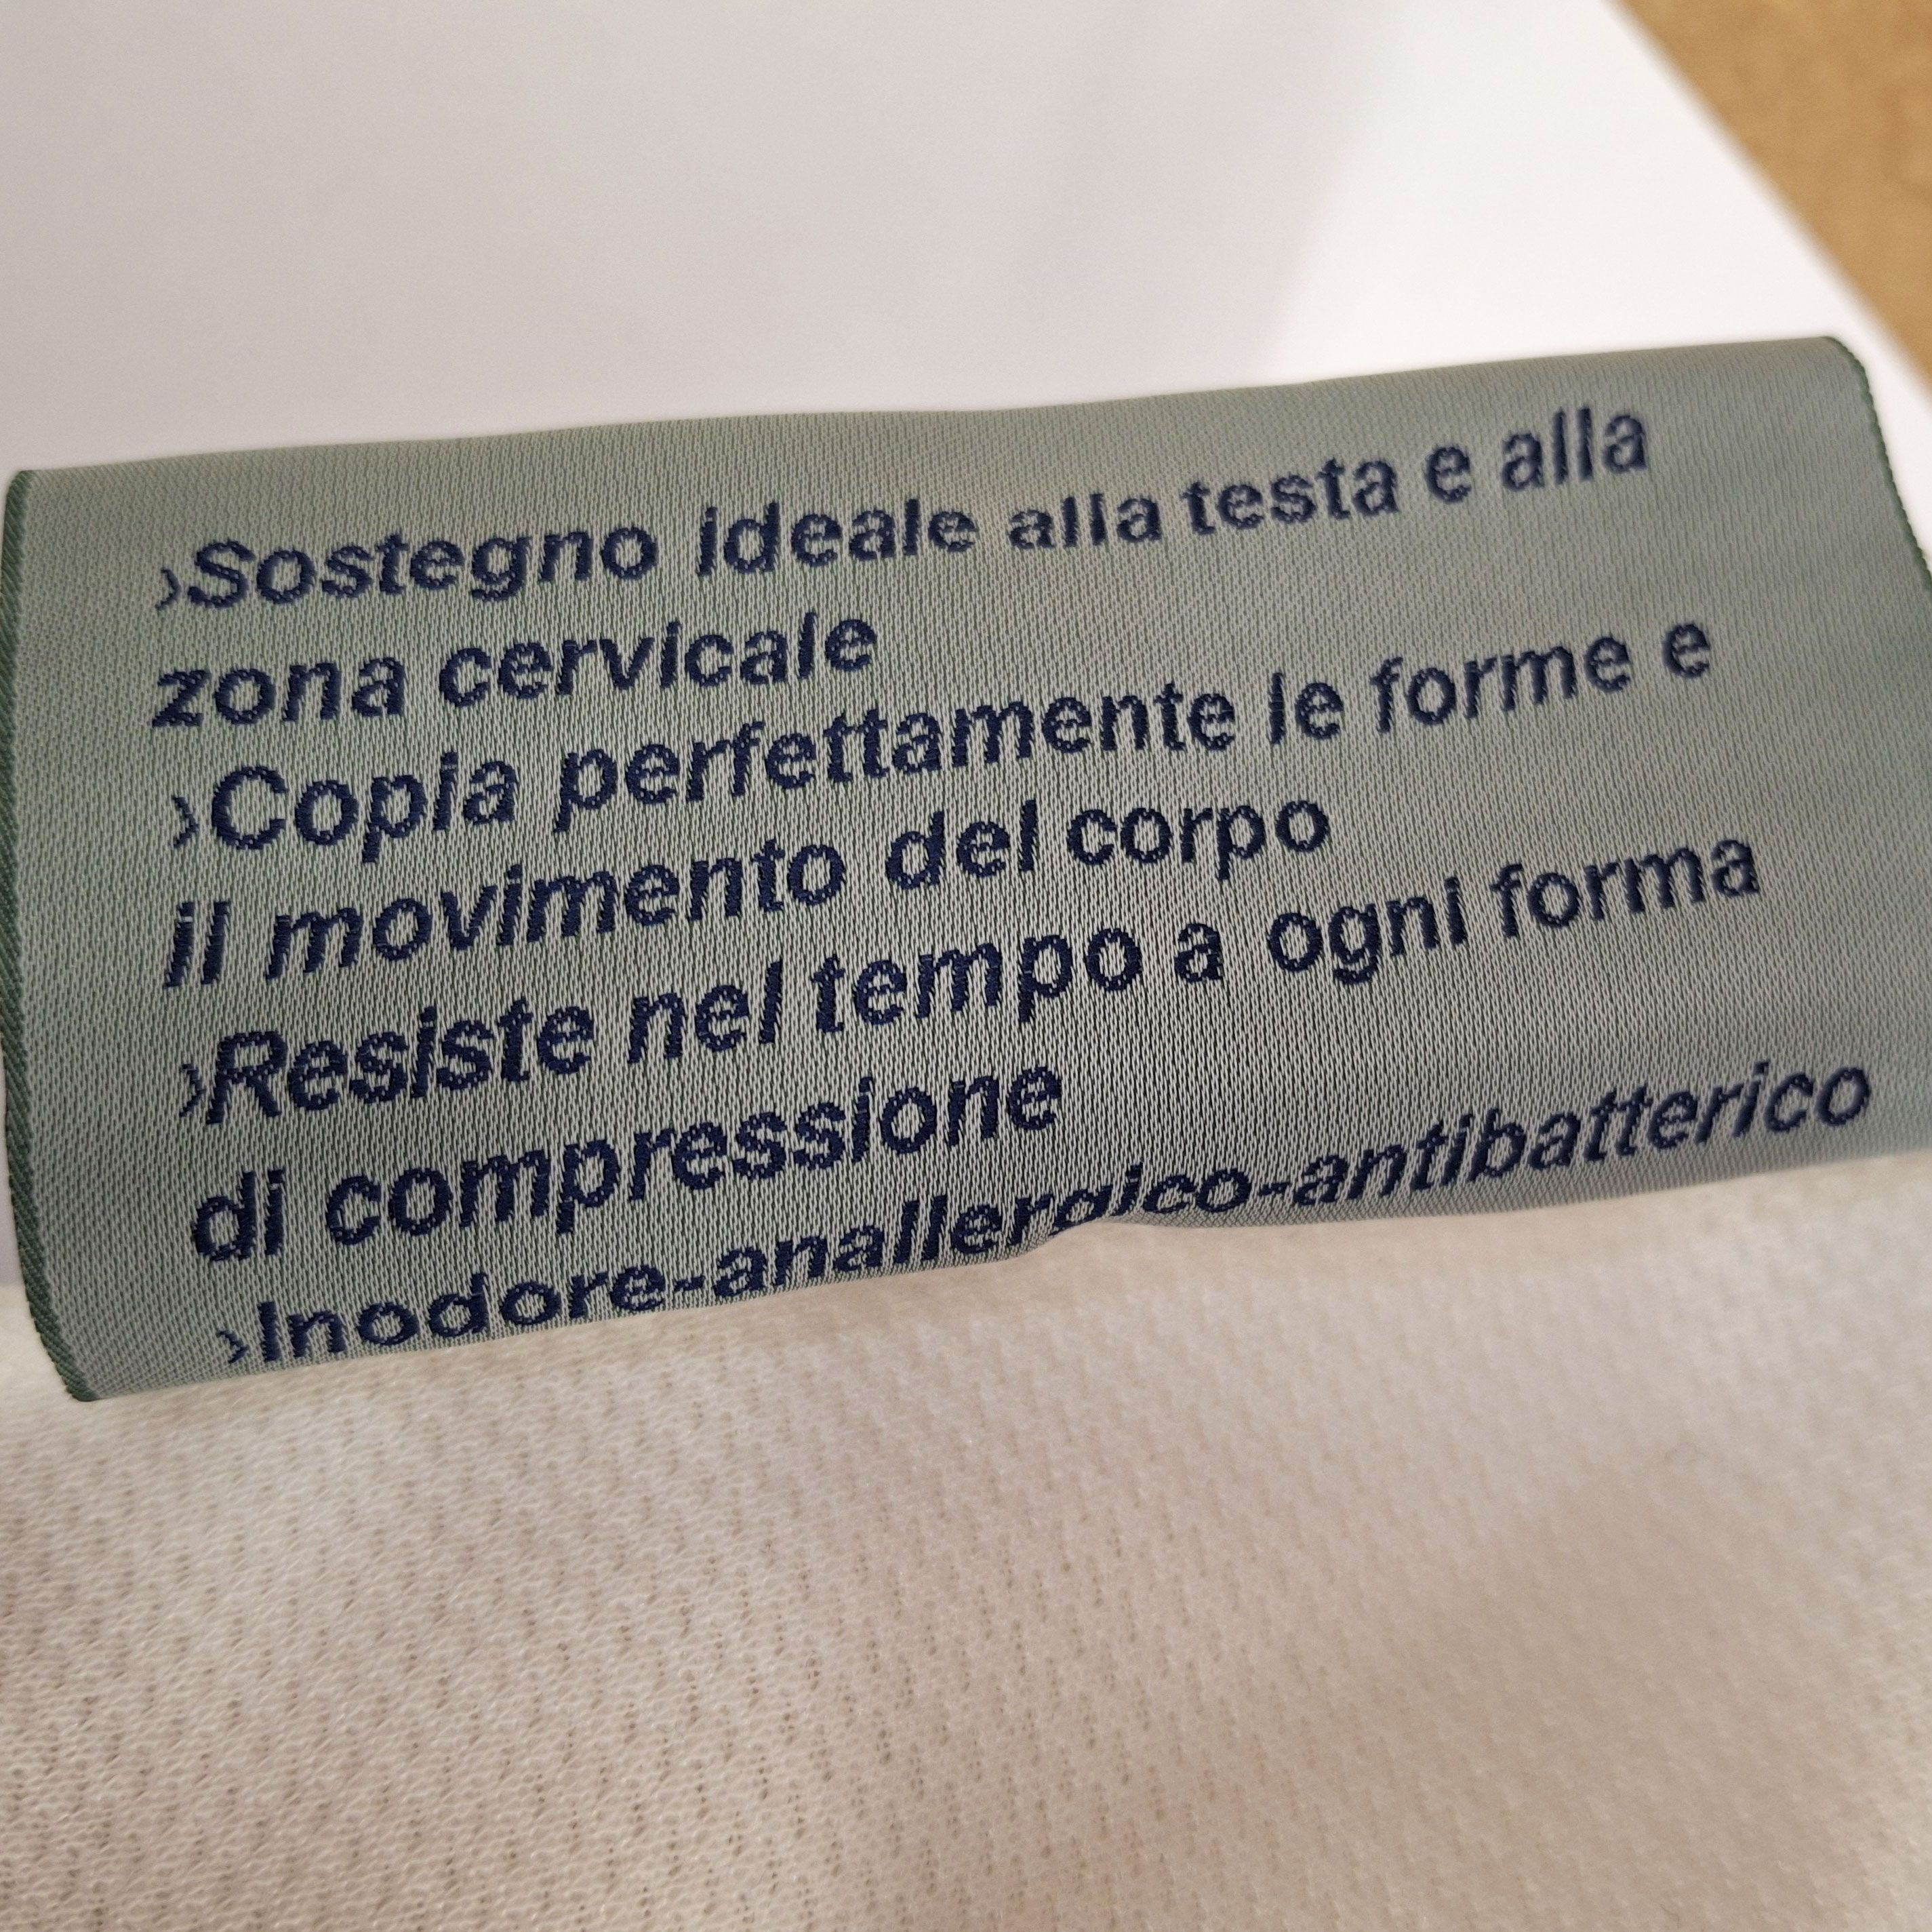 ›Sostegno ideale alla testa e alla
zona cervicale
›Copia perfettamente le forme e
il movimento del corpo
›Resiste nel tempo a ogni forma
di compressione
›Inodore-anallergico-antibatterico